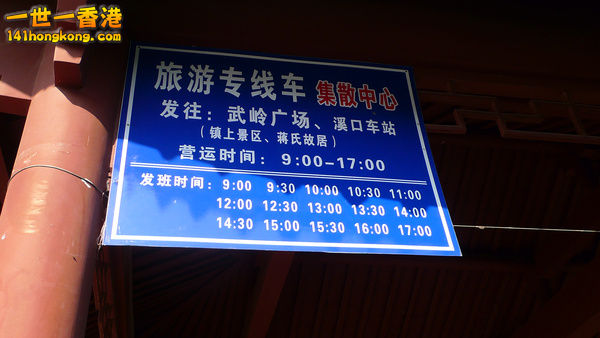 一世一香港
141hongkong.com
旅游专线车 集散中心
发往：武岭广场、溪口车站
（镇上景区、蒋氏故居）
营运时间：9:00-17:00
发班时间：9:00 9:30 10:00 10:30 11:00
12:00 12:30 13:00 13:30 14:00
14:30 15:00 15:30 16:00 17:00